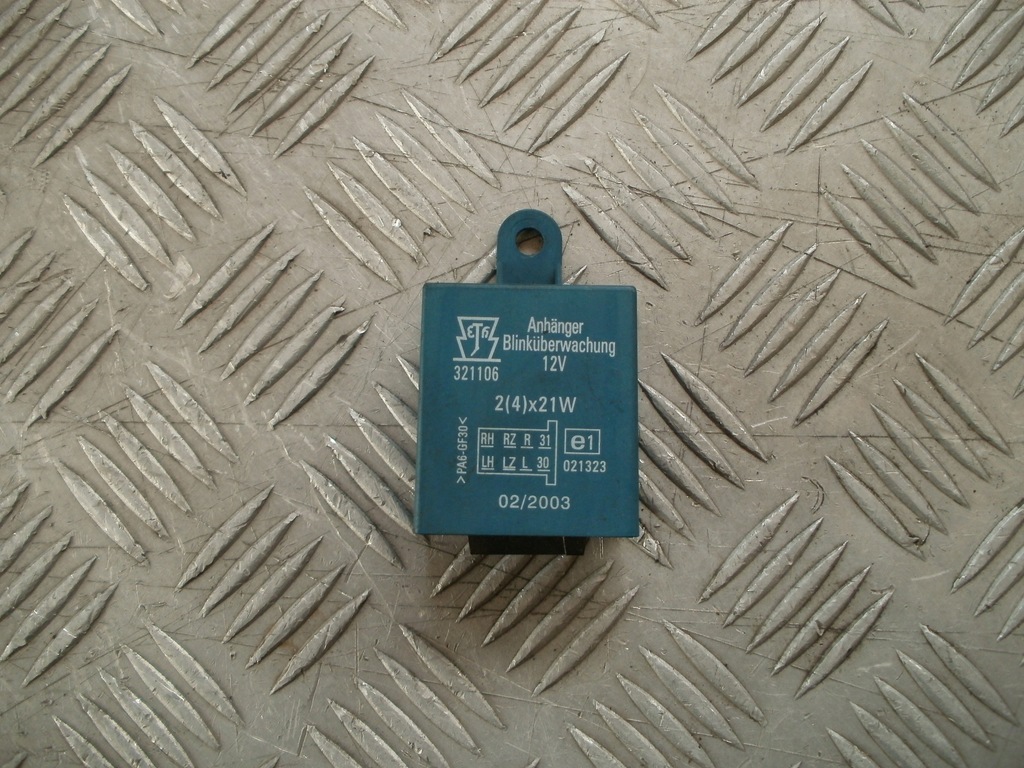 ETA
Anhänger
Blinküberwachung
321106
12V
2(4)x21W
>PA6-GF30<
RH RZ R 31
LH LZ L 30
e1
021323
02/2003